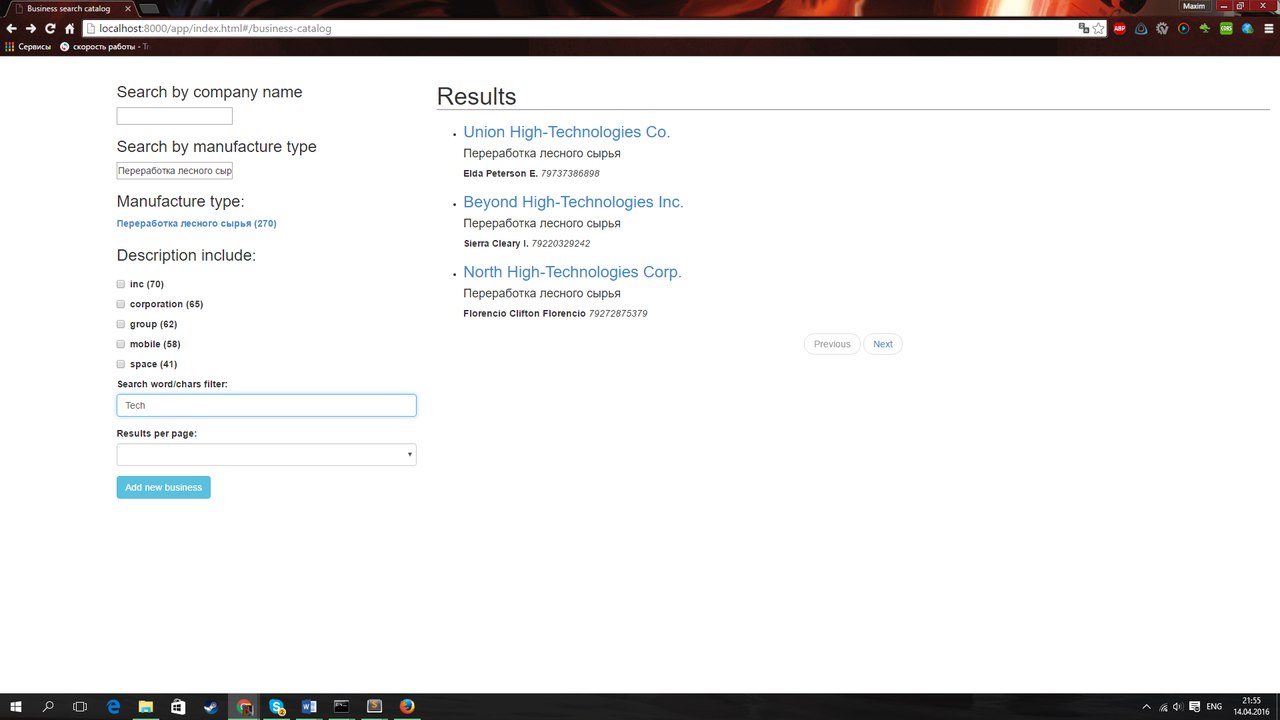 Business search catalog
Maxim
localhost:8000/app/index.html#/business-catalog
ABP
CORS
Сервисы
скорость работы - Te
Search by company name
Search by manufacture type
Переработка лесного сыр
Manufacture type:
Переработка лесного сырья (270)
Description include:
inc (70)
corporation (65)
group (62)
mobile (58)
space (41)
Search word/chars filter:
Tech
Results per page:
Add new business
Results
Union High-Technologies Co.
Переработка лесного сырья
Elda Peterson E. 79737386898
Beyond High-Technologies Inc.
Переработка лесного сырья
Sierra Cleary I. 79220329242
North High-Technologies Corp.
Переработка лесного сырья
Florencio Clifton Florencio 79272875379
Previous
Next
ENG
21:55
14.04.2016